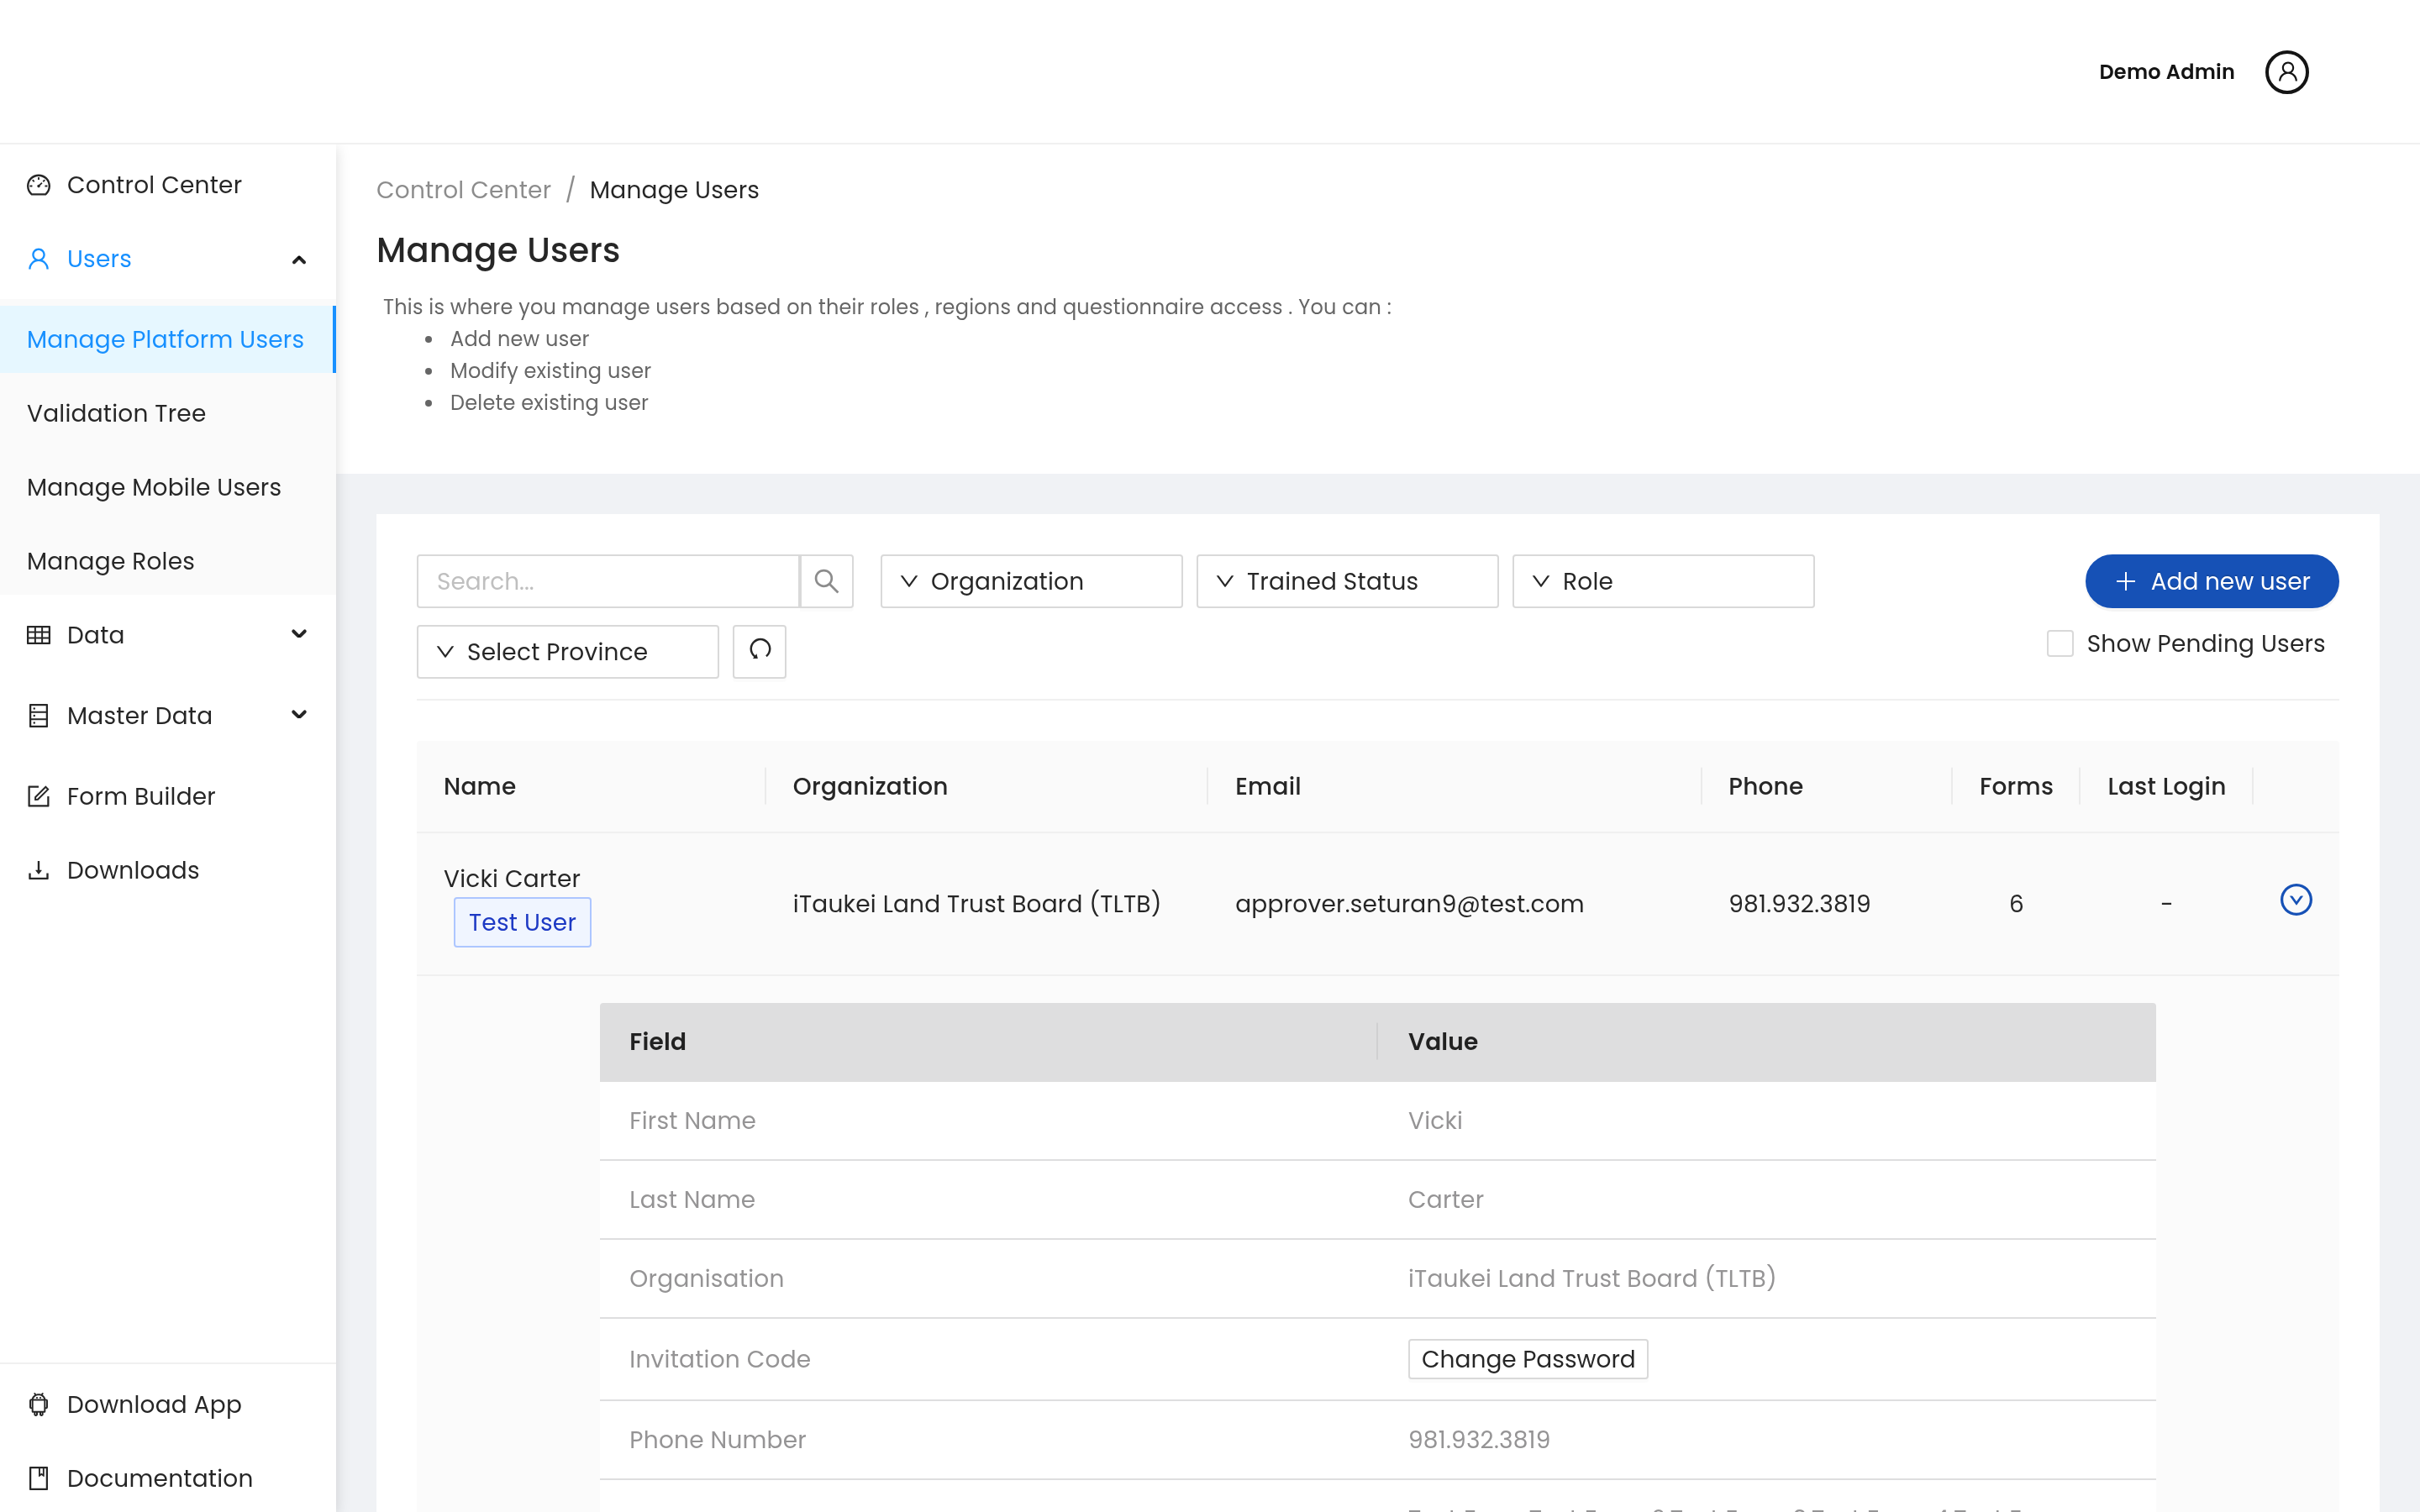 Demo Admin
Control Center
Users
Manage Platform Users
Validation Tree
Manage Mobile Users
Manage Roles
Data
Master Data
Form Builder
Downloads
Download App
Documentation
Control Center / Manage Users
Manage Users
This is where you manage users based on their roles , regions and questionnaire access . You can :
• Add new user
• Modify existing user
• Delete existing user
Search...
Organization
Trained Status
Role
Add new user
Select Province
Show Pending Users
Name Organization Email Phone Forms Last Login
Vicki Carter
Test User
iTaukei Land Trust Board (TLTB) approver.seturan9@test.com 981.932.3819 6 -
Field Value
First Name Vicki
Last Name Carter
Organisation iTaukei Land Trust Board (TLTB)
Invitation Code Change Password
Phone Number 981.932.3819